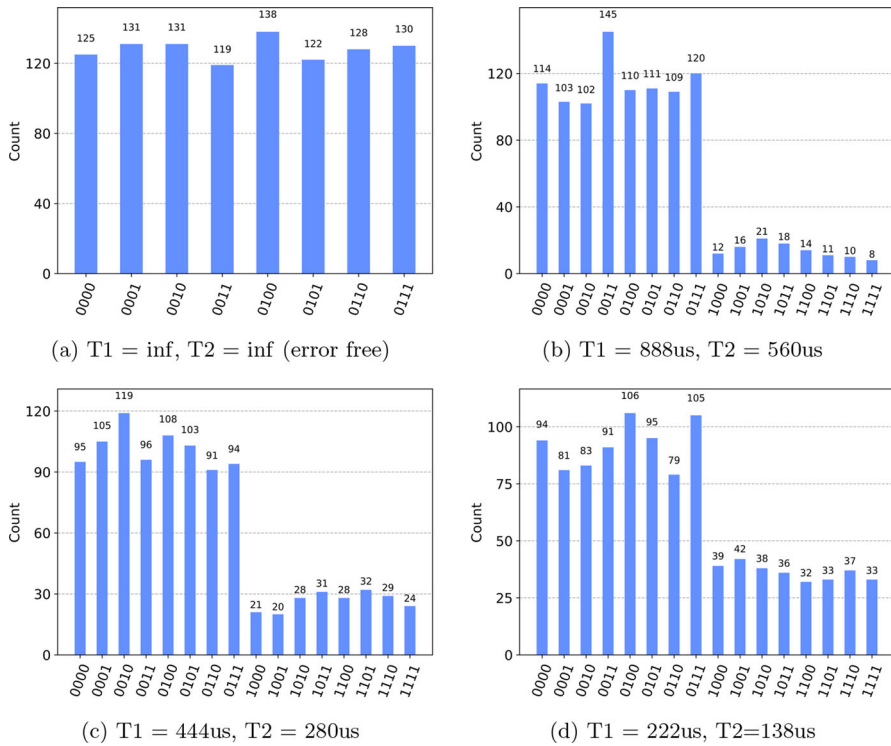 138
131 131 130
128
125
122
119
120
80
40
0
Count
0000 0001 0010 0011 0100 0101 0110 0111
(a) T1 = inf, T2 = inf (error free)
145
120
114
110 111 109
103 102
120
80
40
0
Count
12 16 21 18 14 11 10 8
0000 0001 0010 0011 0100 0101 0110 0111 1000 1001 1010 1011 1100 1101 1110 1111
(b) T1 = 888us, T2 = 560us
95 105 119 96 108 103 91 94
120
90
60
30
0
Count
21 20 28 31 28 32 29 24
0000 0001 0010 0011 0100 0101 0110 0111 1000 1001 1010 1011 1100 1101 1110 1111
(c) T1 = 444us, T2 = 280us
94 81 83 91 106 95 79 105
100
75
50
25
0
Count
39 42 38 36 32 33 37 33
0000 0001 0010 0011 0100 0101 0110 0111 1000 1001 1010 1011 1100 1101 1110 1111
(d) T1 = 222us, T2=138us